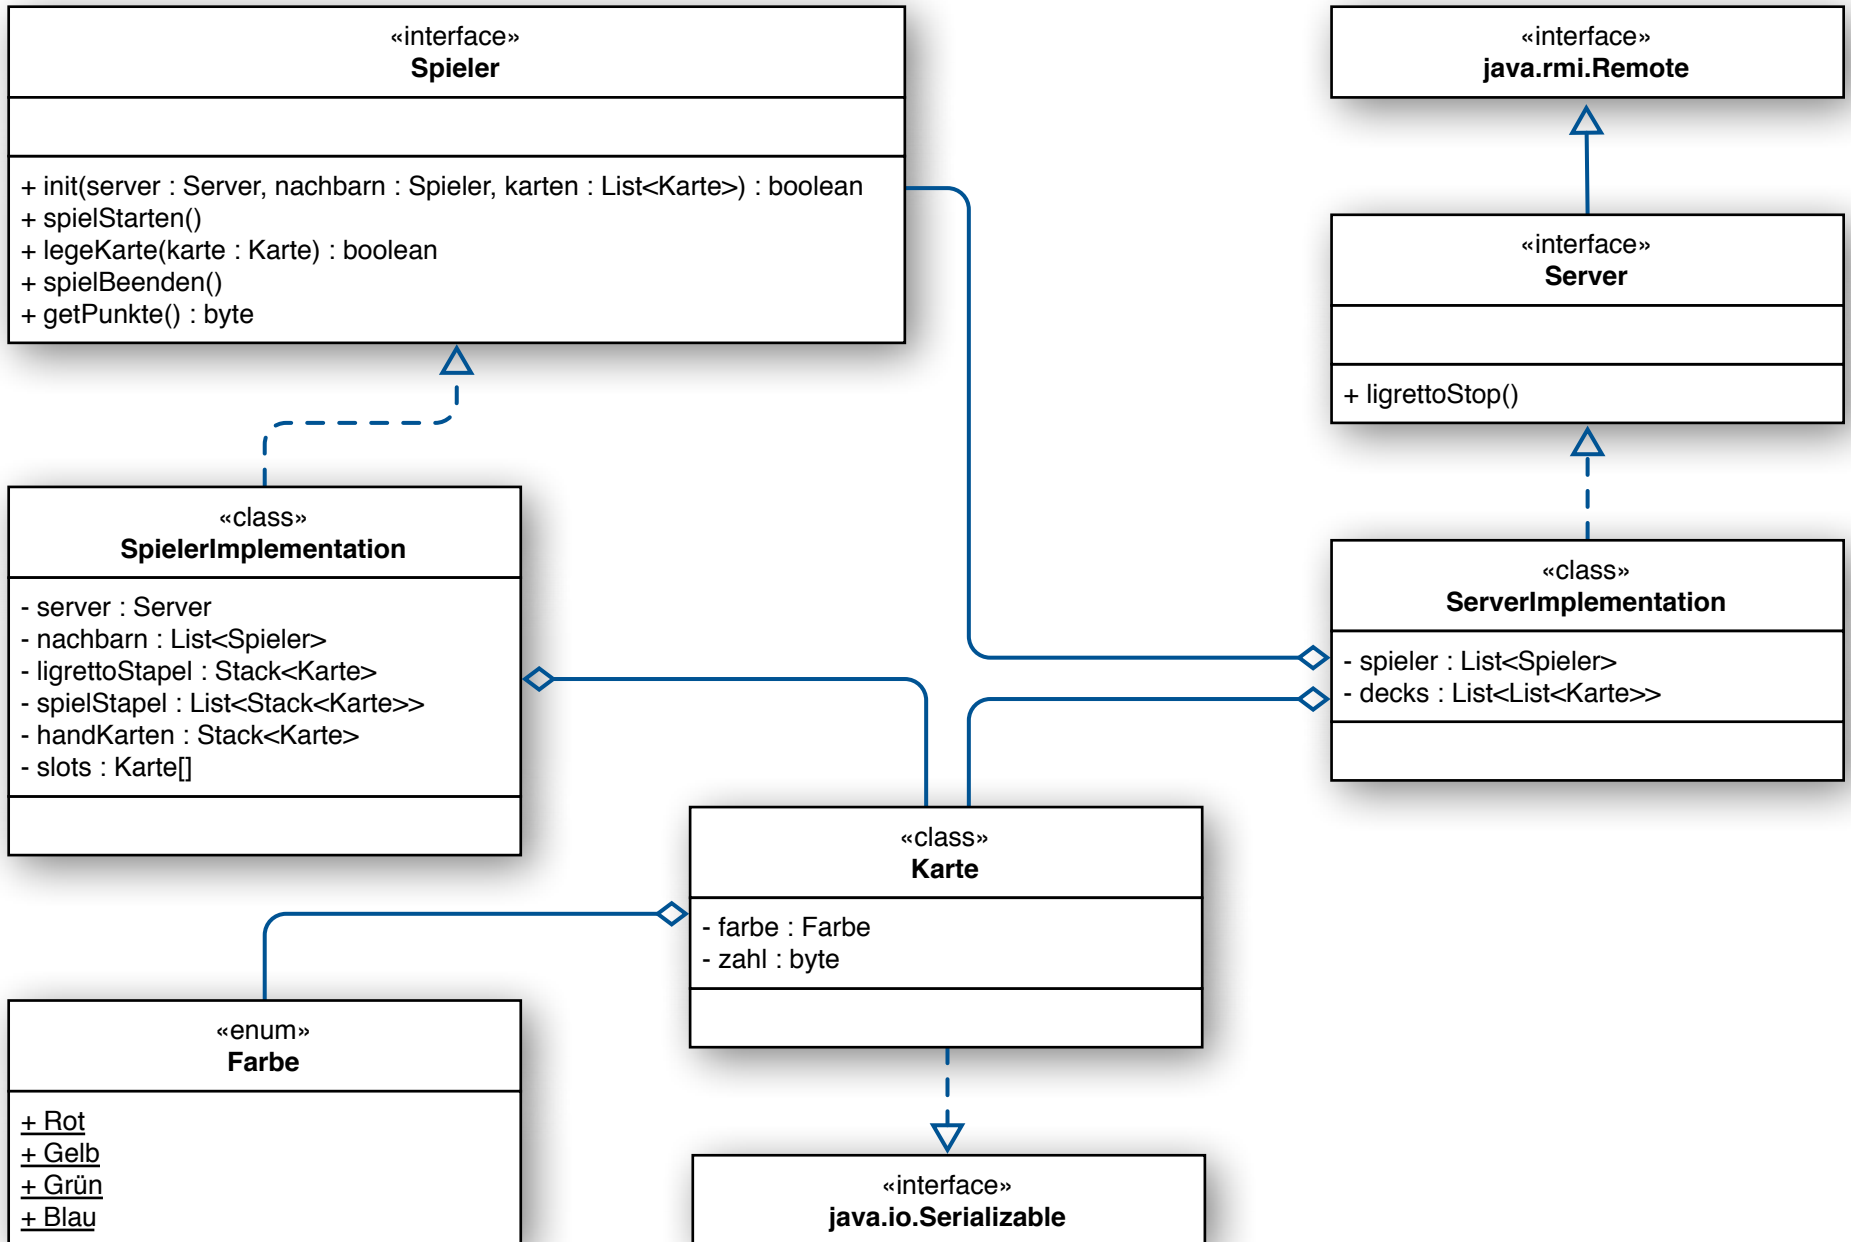 «interface»
Spieler
+ init(server : Server, nachbarn : Spieler, karten : List<Karte>) : boolean
+ spielStarten()
+ legeKarte(karte : Karte) : boolean
+ spielBeenden()
+ getPunkte() : byte
«interface»
java.rmi.Remote
«interface»
Server
+ ligrettoStop()
«class»
SpielerImplementation
- server : Server
- nachbarn : List<Spieler>
- ligrettoStapel : Stack<Karte>
- spielStapel : List<Stack<Karte>>
- handKarten : Stack<Karte>
- slots : Karte[]
«class»
ServerImplementation
- spieler : List<Spieler>
- decks : List<List<Karte>>
«class»
Karte
- farbe : Farbe
- zahl : byte
«enum»
Farbe
+ Rot
+ Gelb
+ Grün
+ Blau
«interface»
java.io.Serializable